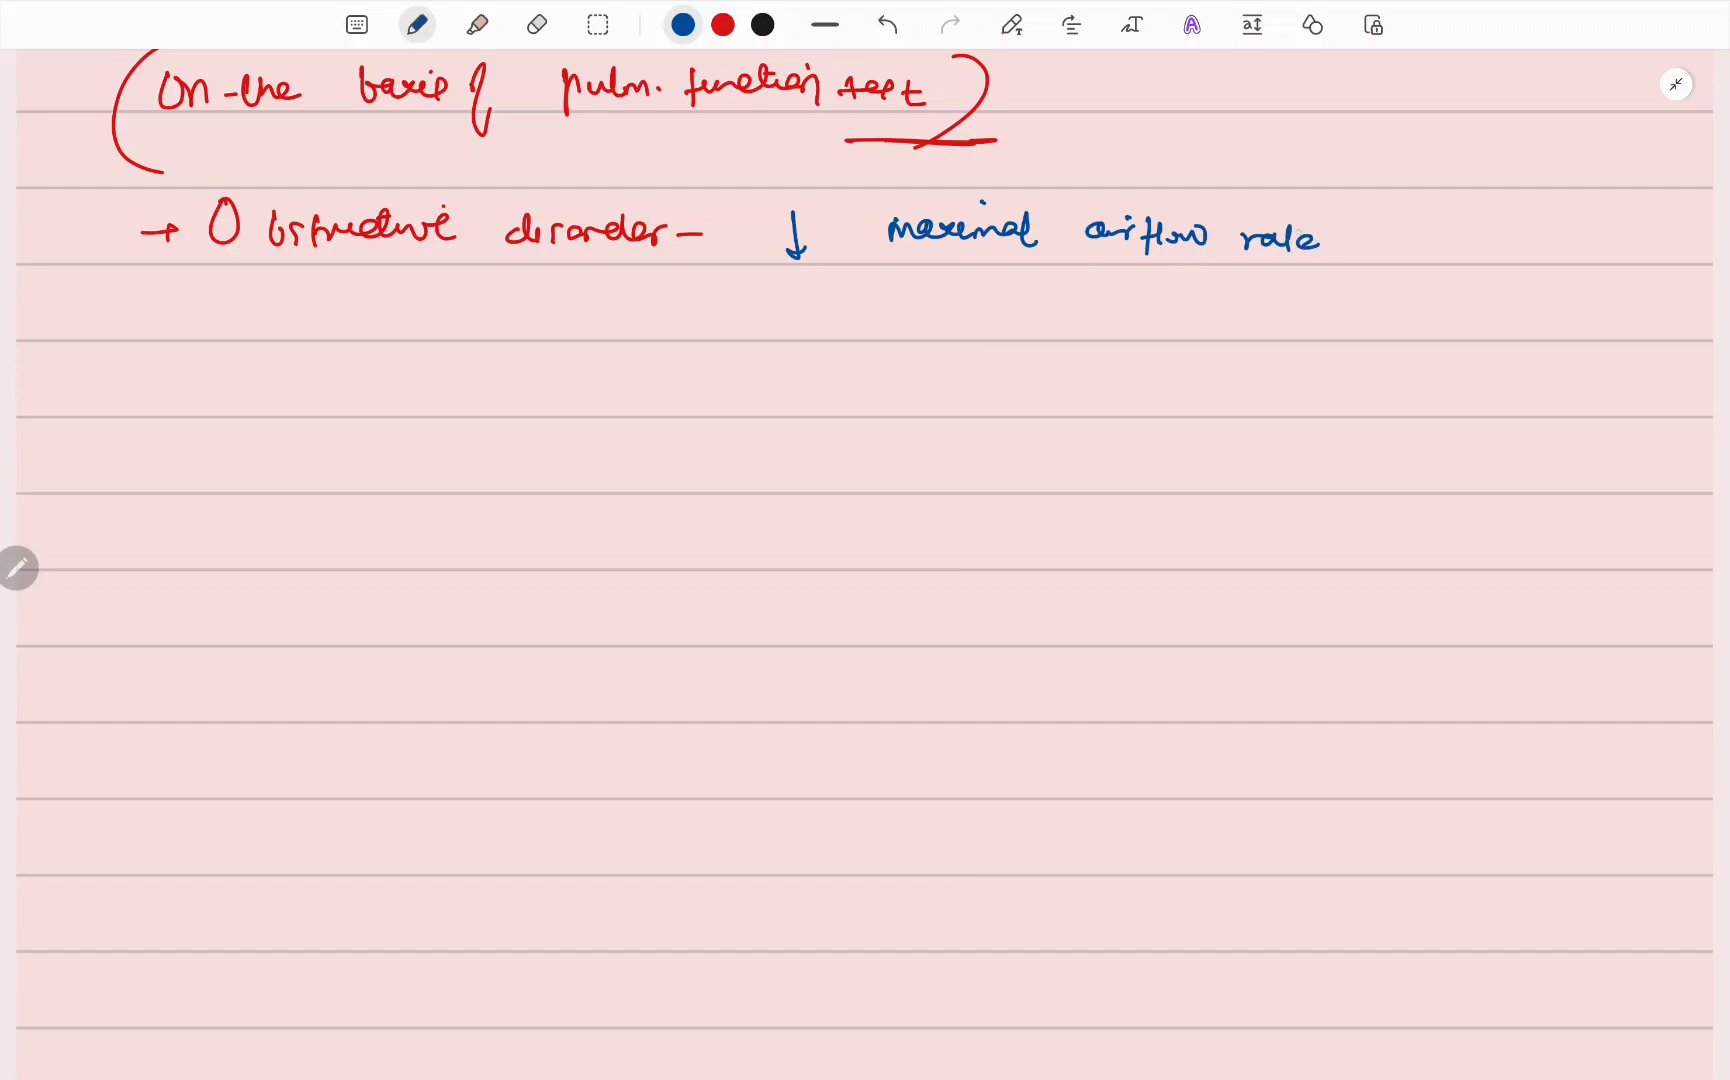 (On the basis of pulm. function test)
→ Obstructive disorder - ↓ maximal airflow rate